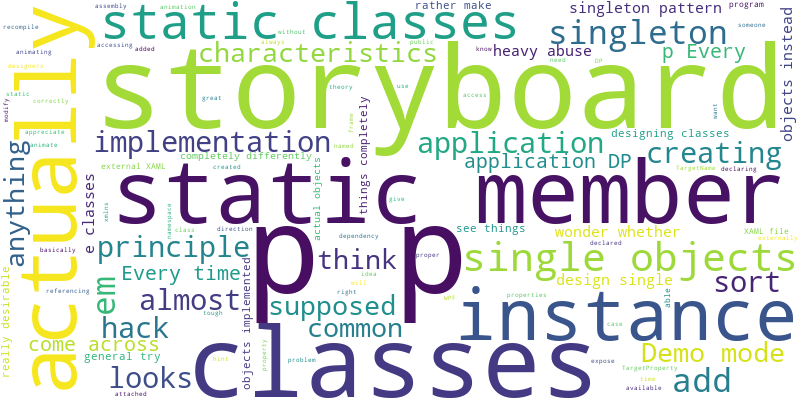 assembly
animation
recompile
accessing
added
rather make
singleton pattern
program
static classes
singleton
someone
without
animating
designers
characteristics
always
public
know
heavy abuse
need
DP
p Every
objects instead
actually
storyboard
static
theory
use
access
modify
correctly
great
want
appreciate
animate
named
frame
implementation
things completely
application
designing classes
creating
anything
completely differently
application DP
external XAML
created
give
TargetName
declaring
static member
e classes
xmlns
namespace
class
actual objects
basically
direction
dependency
declared
see things
XAML file
externally
p p
principle
think
wonder whether
single objects
referencing
idea
proper
really desirable
em
Every time
will
WPF
design single
sort
almost
supposed
right
properties
instance
able
hack
common
tough
case
come across
objects implemented
Demo mode
general try
hint
property
problem
expose
looks
classes
TargetProperty
time
add
available
attached